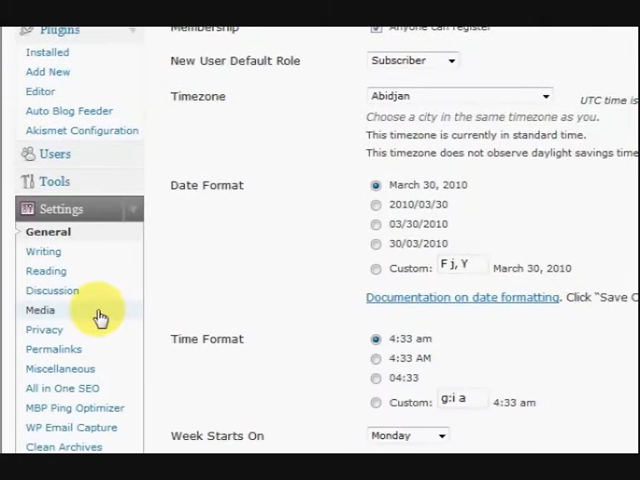 Plugins
Installed
Add New
Editor
Auto Blog Feeder
Akismet Configuration
Users
Tools
Settings
General
Writing
Reading
Discussion
Media
Privacy
Permalinks
Miscellaneous
All in One SEO
MBP Ping Optimizer
WP Email Capture
Clean Archives
Membership Anyone can register
New User Default Role Subscriber
Timezone Abidjan UTC time is
Choose a city in the same timezone as you.
This timezone is currently in standard time.
This timezone does not observe daylight savings time
Date Format March 30, 2010
2010/03/30
03/30/2010
30/03/2010
Custom: F j, Y March 30, 2010
Documentation on date formatting. Click "Save C
Time Format 4:33 am
4:33 AM
04:33
Custom: g:i a 4:33 am
Week Starts On Monday